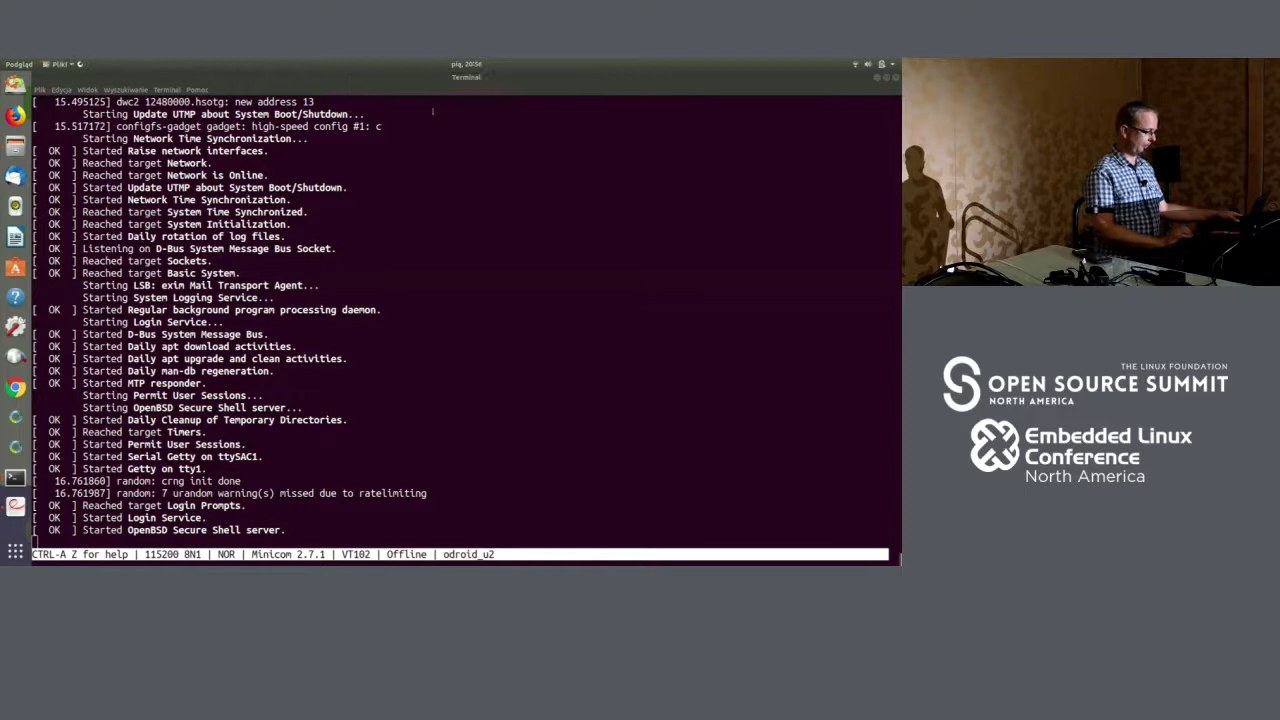 Podgląd
Pliki
pią, 20:56
Terminal
Plik Edycja Widok Wyszukiwanie Terminal Pomoc
[   15.495125] dwc2 12480000.hsotg: new address 13
Starting Update UTMP about System Boot/Shutdown...
[   15.517172] configfs-gadget gadget: high-speed config #1: c
Starting Network Time Synchronization...
[  OK  ] Started Raise network interfaces.
[  OK  ] Reached target Network.
[  OK  ] Reached target Network is Online.
[  OK  ] Started Update UTMP about System Boot/Shutdown.
[  OK  ] Started Network Time Synchronization.
[  OK  ] Reached target System Time Synchronized.
[  OK  ] Reached target System Initialization.
[  OK  ] Started Daily rotation of log files.
[  OK  ] Listening on D-Bus System Message Bus Socket.
[  OK  ] Reached target Sockets.
[  OK  ] Reached target Basic System.
Starting LSB: exim Mail Transport Agent...
Starting System Logging Service...
[  OK  ] Started Regular background program processing daemon.
Starting Login Service...
[  OK  ] Started D-Bus System Message Bus.
[  OK  ] Started Daily apt download activities.
[  OK  ] Started Daily apt upgrade and clean activities.
[  OK  ] Started Daily man-db regeneration.
[  OK  ] Started MTP responder.
Starting Permit User Sessions...
Starting OpenBSD Secure Shell server...
[  OK  ] Started Daily Cleanup of Temporary Directories.
[  OK  ] Reached target Timers.
[  OK  ] Started Permit User Sessions.
[  OK  ] Started Serial Getty on ttySAC1.
[  OK  ] Started Getty on tty1.
[   16.761860] random: crng init done
[   16.761987] random: 7 urandom warning(s) missed due to ratelimiting
[  OK  ] Reached target Login Prompts.
[  OK  ] Started Login Service.
[  OK  ] Started OpenBSD Secure Shell server.
CTRL-A Z for help | 115200 8N1 | NOR | Minicom 2.7.1 | VT102 | Offline | odroid_u2
THE LINUX FOUNDATION
OPEN SOURCE SUMMIT
NORTH AMERICA
Embedded Linux
Conference
North America